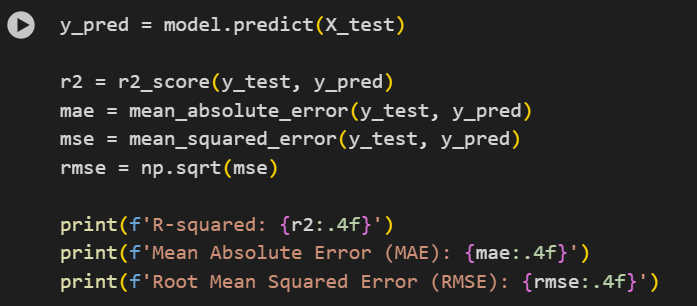 y_pred = model.predict(X_test)
r2 = r2_score(y_test, y_pred)
mae = mean_absolute_error(y_test, y_pred)
mse = mean_squared_error(y_test, y_pred)
rmse = np.sqrt(mse)
print(f'R-squared: {r2:.4f}')
print(f'Mean Absolute Error (MAE): {mae:.4f}')
print(f'Root Mean Squared Error (RMSE): {rmse:.4f}')